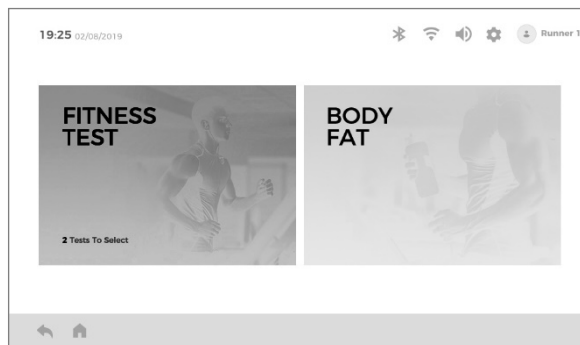 19:25 02/08/2019
Runner 1
FITNESS
TEST
2 Tests To Select
BODY
FAT